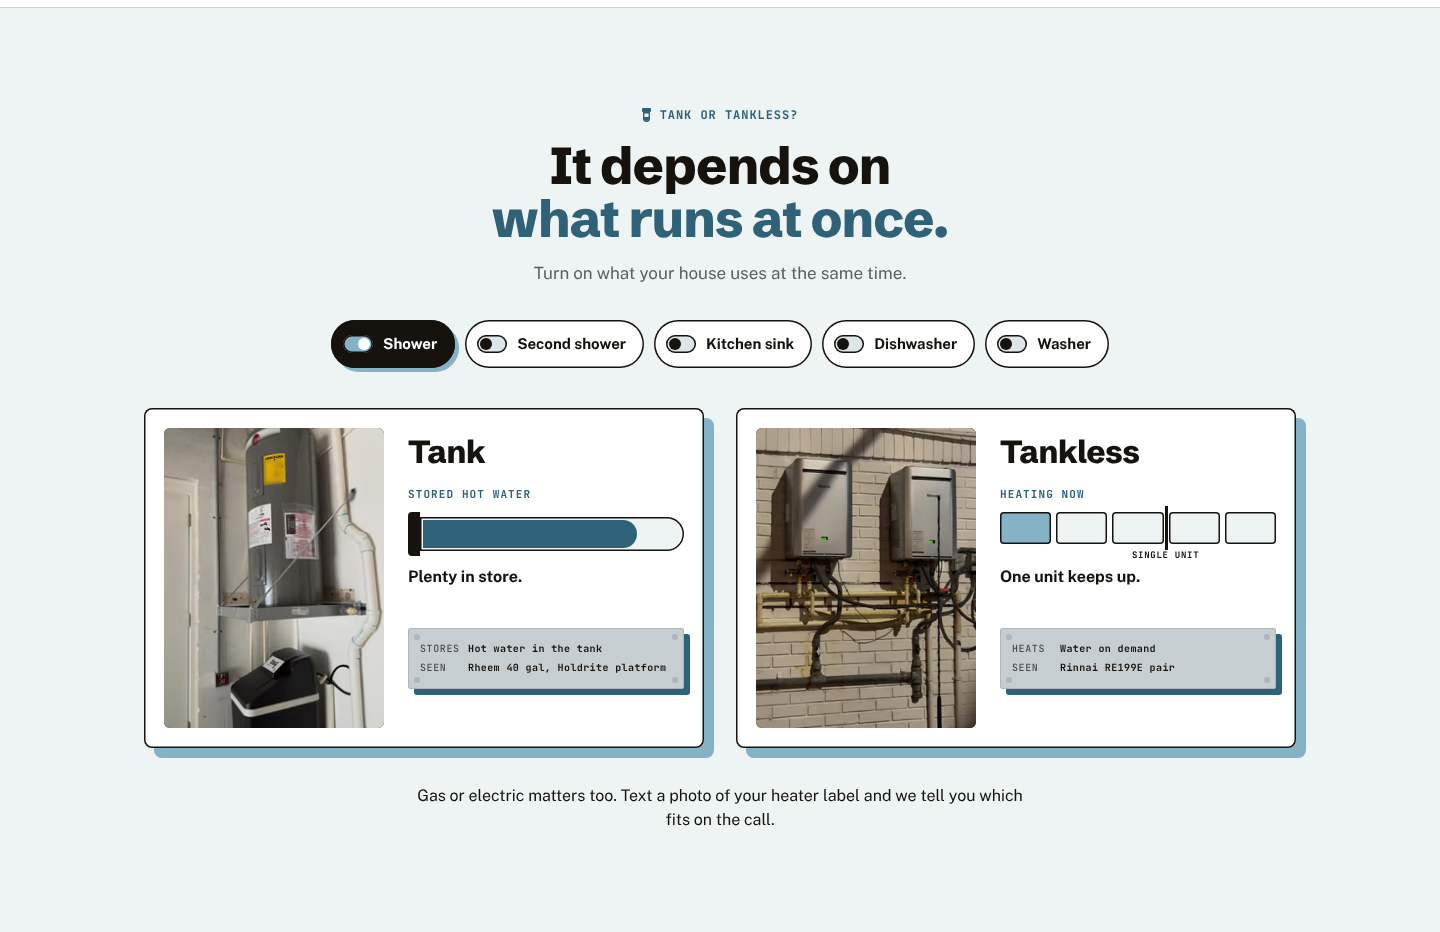 TANK OR TANKLESS?
It depends on
what runs at once.
Turn on what your house uses at the same time.
Shower
Second shower
Kitchen sink
Dishwasher
Washer
Tank
STORED HOT WATER
Plenty in store.
STORES Hot water in the tank
SEEN Rheem 40 gal, Holdrite platform
Tankless
HEATING NOW
SINGLE UNIT
One unit keeps up.
HEATS Water on demand
SEEN Rinnai RE199E pair
Gas or electric matters too. Text a photo of your heater label and we tell you which
fits on the call.